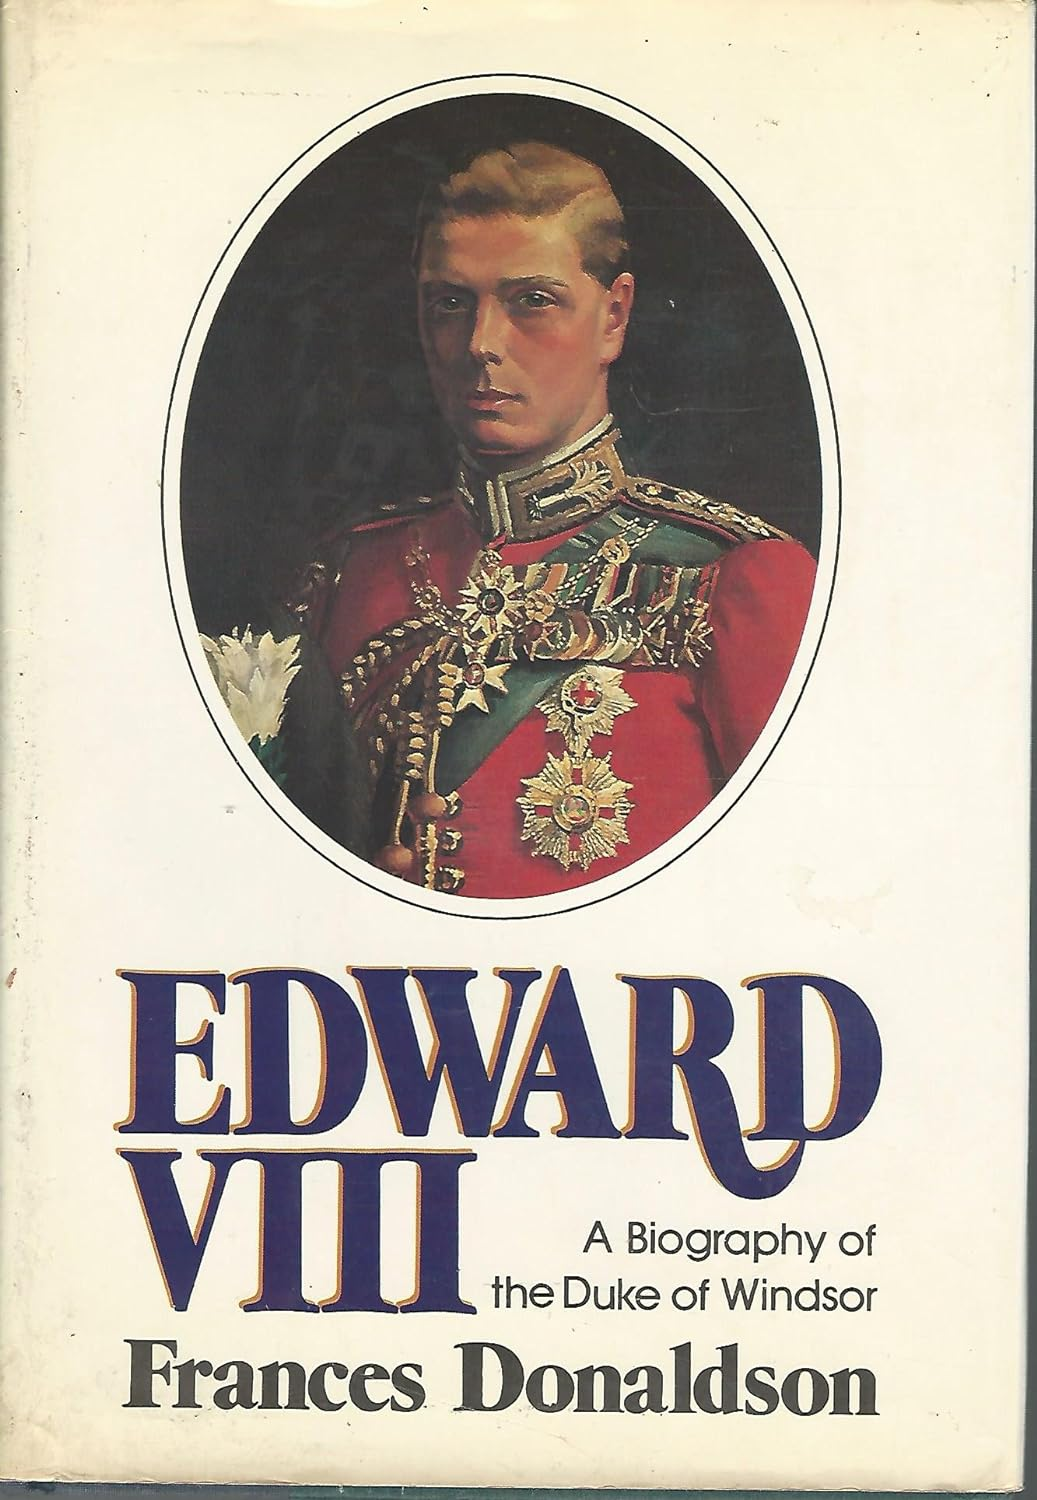 EDWARD
VIII
A Biography of
the Duke of Windsor
Frances Donaldson